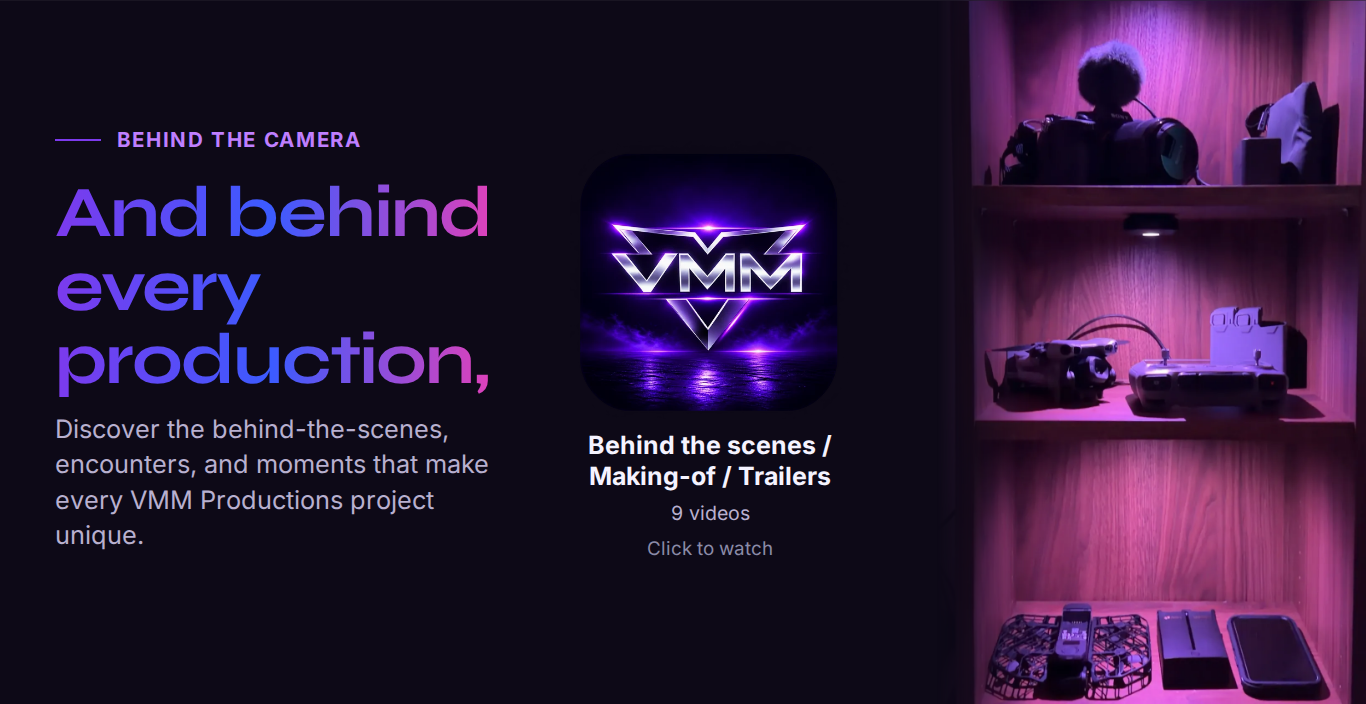 BEHIND THE CAMERA
And behind
every
production,
Discover the behind-the-scenes,
encounters, and moments that make
every VMM Productions project
unique.
VMM
Behind the scenes /
Making-of / Trailers
9 videos
Click to watch